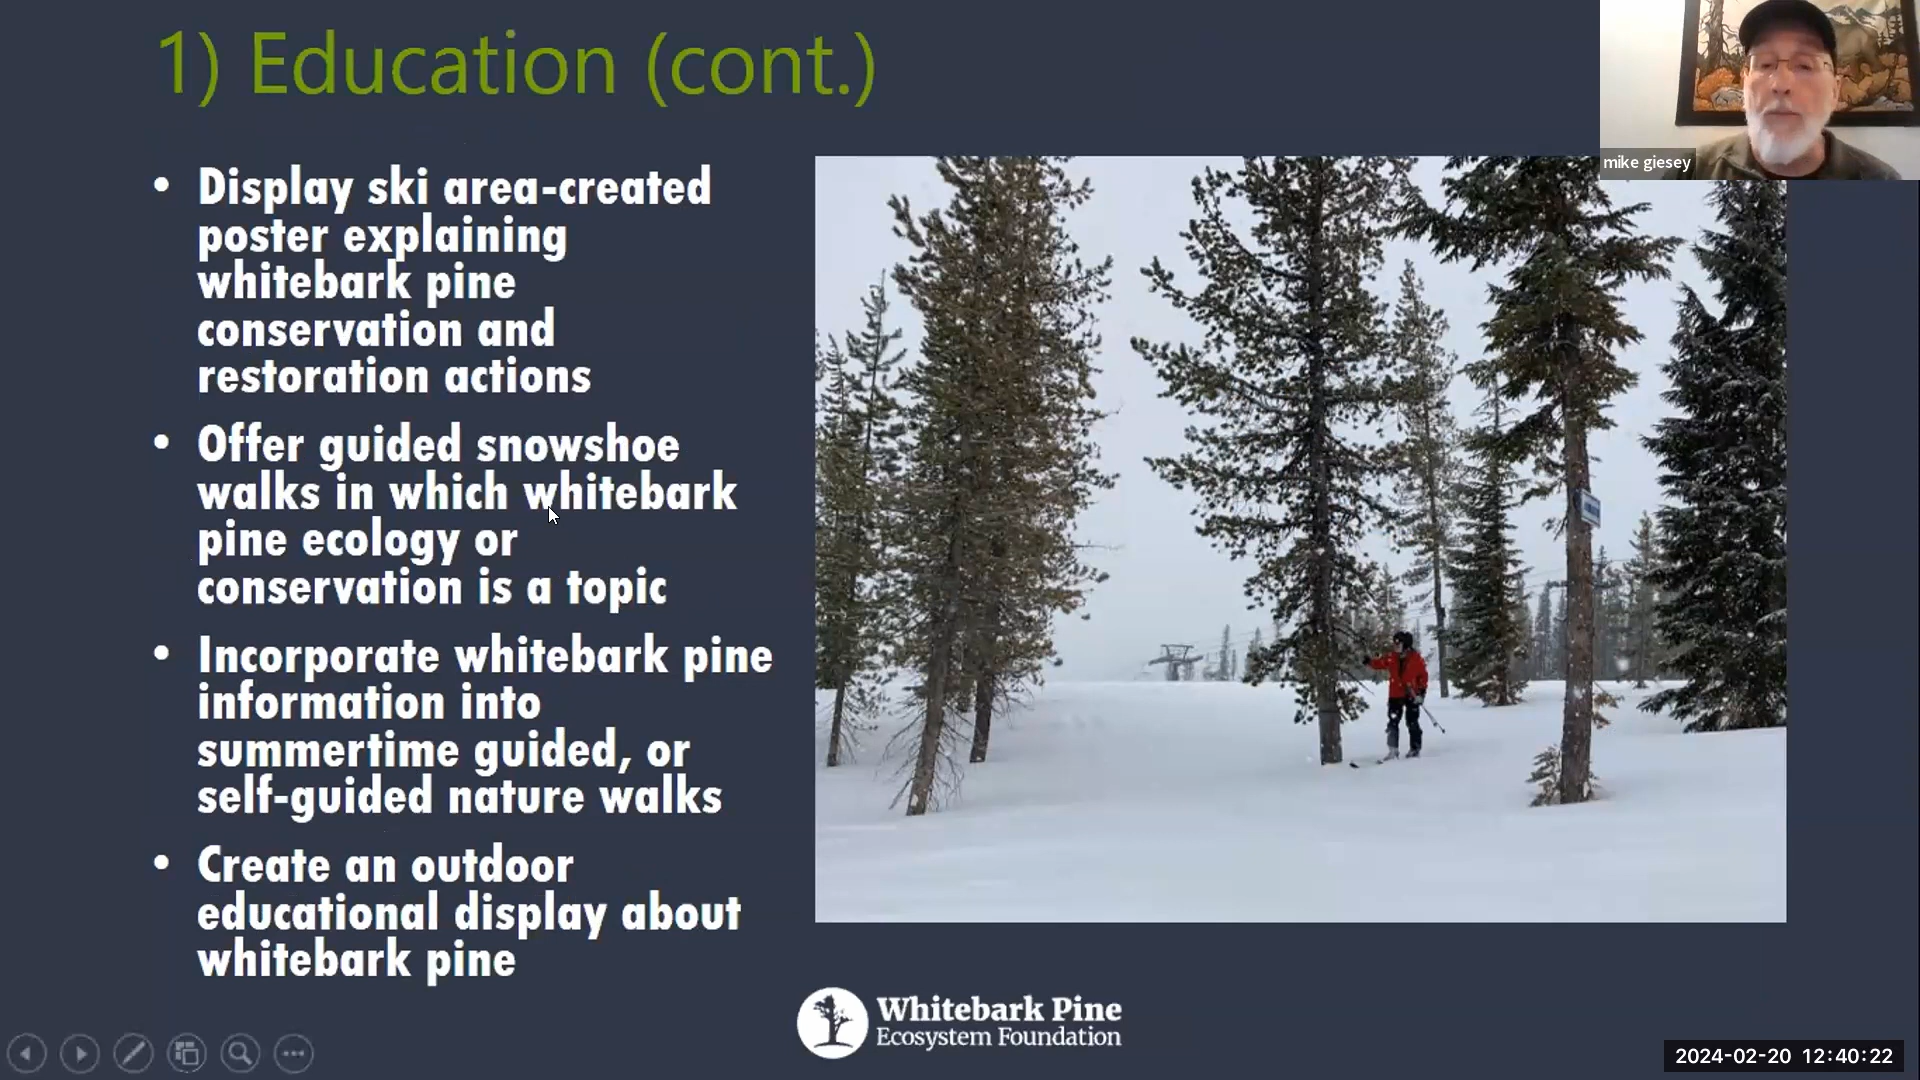 1) Education (cont.)
mike giesey
• Display ski area-created
poster explaining
whitebark pine
conservation and
restoration actions
• Offer guided snowshoe
walks in which whitebark
pine ecology or
conservation is a topic
• Incorporate whitebark pine
information into
summertime guided, or
self-guided nature walks
• Create an outdoor
educational display about
whitebark pine
Whitebark Pine
Ecosystem Foundation
2024-02-20 12:40:22